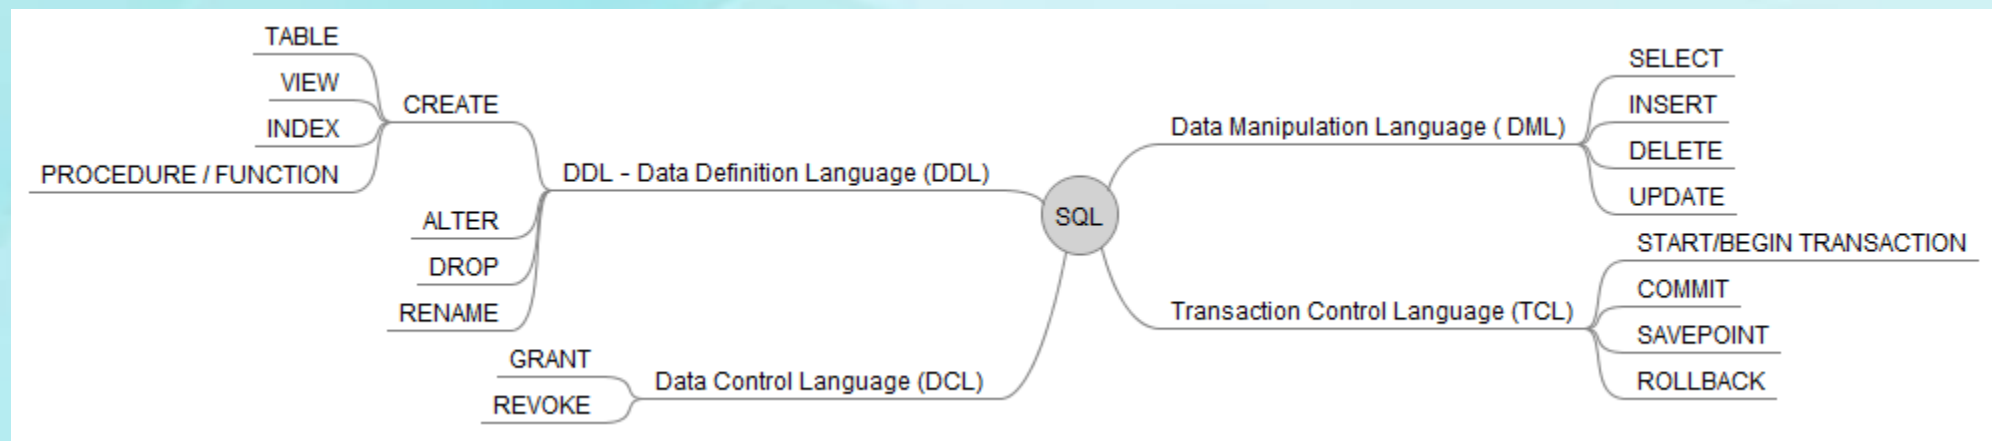 TABLE
VIEW
INDEX
PROCEDURE / FUNCTION
CREATE
ALTER
DROP
RENAME
DDL - Data Definition Language (DDL)
GRANT
REVOKE
Data Control Language (DCL)
SQL
Data Manipulation Language ( DML)
SELECT
INSERT
DELETE
UPDATE
Transaction Control Language (TCL)
START/BEGIN TRANSACTION
COMMIT
SAVEPOINT
ROLLBACK